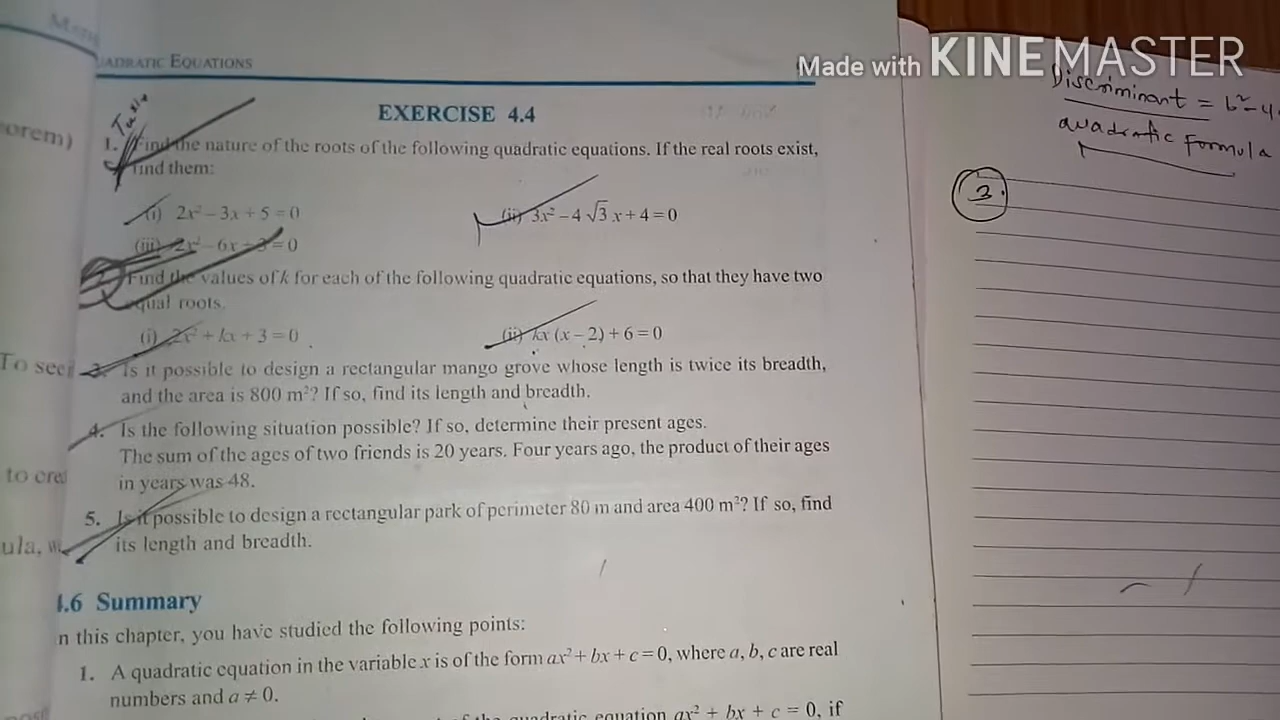 Made with KINEMASTER
ADRATIC EQUATIONS
EXERCISE 4.4
1. Find the nature of the roots of the following quadratic equations. If the real roots exist,
find them:
(i) 2x² – 3x + 5 = 0
(ii) 3x² – 4√3 x + 4 = 0
(iii) 2x² – 6x + 3 = 0
Find the values of k for each of the following quadratic equations, so that they have two
equal roots.
(i) 2x² + kx + 3 = 0
(ii) kx (x – 2) + 6 = 0
3. Is it possible to design a rectangular mango grove whose length is twice its breadth,
and the area is 800 m²? If so, find its length and breadth.
4. Is the following situation possible? If so, determine their present ages.
The sum of the ages of two friends is 20 years. Four years ago, the product of their ages
in years was 48.
5. Is it possible to design a rectangular park of perimeter 80 m and area 400 m²? If so, find
its length and breadth.
4.6 Summary
n this chapter, you have studied the following points:
1. A quadratic equation in the variable x is of the form ax² + bx + c = 0, where a, b, c are real
numbers and a ≠ 0.
quadratic equation ax² + bx + c = 0, if
orem)
To see
to cre
ula, w
Discriminant = b² – 4
quadratic Formula
3.